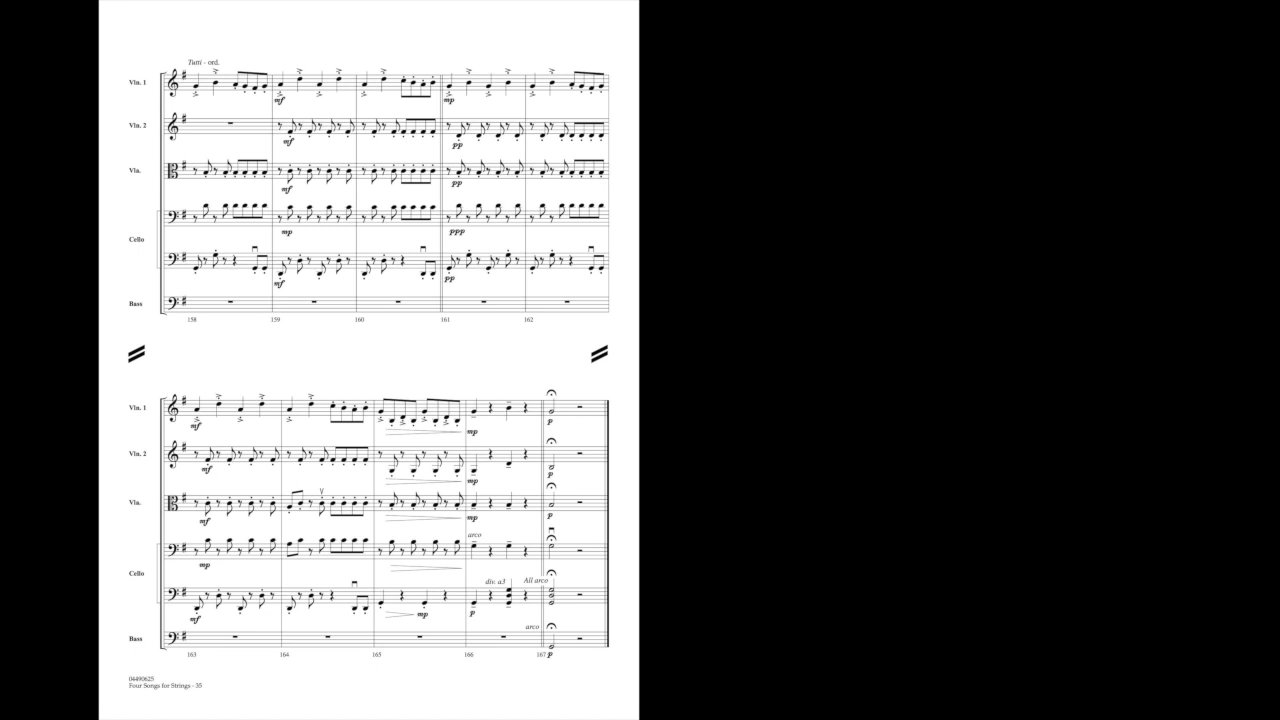 Tutti - ord.
Vln. 1
mf
mp
Vln. 2
mf
pp
Vla.
mf
pp
mp
ppp
Cello
mf
pp
Bass
158
159
160
161
162
Vln. 1
mf
mp
p
Vln. 2
mf
mp
p
Vla.
mf
mp
p
arco
mp
Cello
div. a3
All arco
mf
mp
p
arco
Bass
p
163
164
165
166
167
04490625
Four Songs for Strings - 35